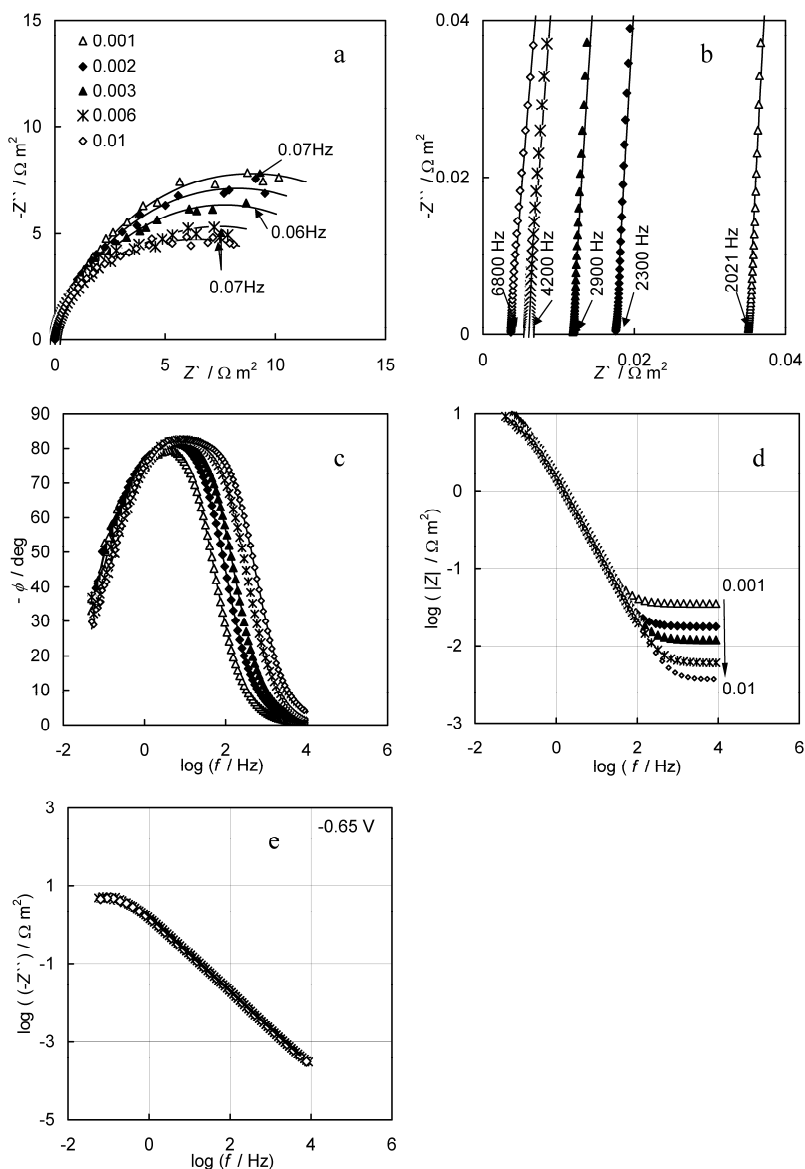 a
15
10
5
0
-Z`` / Ω m²
0.001
0.002
0.003
0.006
0.01
0.07Hz
0.06Hz
0.07Hz
0 5 10 15
Z` / Ω m²
b
0.04
0.02
0
-Z`` / Ω m²
6800 Hz
4200 Hz
2900 Hz
2300 Hz
2021 Hz
0 0.02 0.04
Z` / Ω m²
c
90
80
70
60
50
40
30
20
10
0
- ϕ / deg
-2 0 2 4 6
log (f / Hz)
d
1
0
-1
-2
-3
log ( |Z| / Ω m²)
0.001
0.01
-2 0 2 4 6
log ( f / Hz)
e
-0.65 V
3
1
-1
-3
-5
log ( (-Z``) / Ω m²)
-2 0 2 4 6
log (f / Hz)